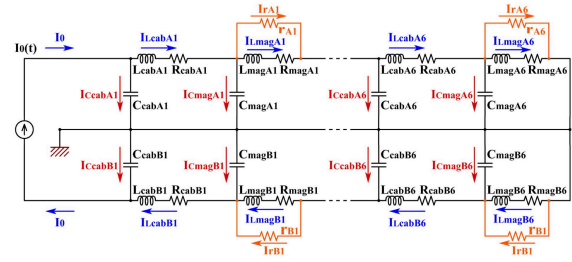 IrA1 IrA6
rA1 rA6
I0 ILcabA1 ILmagA1 ILcabA6 ILmagA6
I0(t)
LcabA1 RcabA1 LmagA1 RmagA1 LcabA6 RcabA6 LmagA6 RmagA6
ICcabA1 CcabA1 ICmagA1 CmagA1 ICcabA6 CcabA6 ICmagA6 CmagA6
ICcabB1 CcabB1 ICmagB1 CmagB1 ICcabB6 CcabB6 ICmagB6 CmagB6
LcabB1 RcabB1 LmagB1 RmagB1 LcabB6 RcabB6 LmagB6 RmagB6
I0 ILcabB1 ILmagB1 ILcabB6 ILmagB6
rB1 rB1
IrB1 IrB1